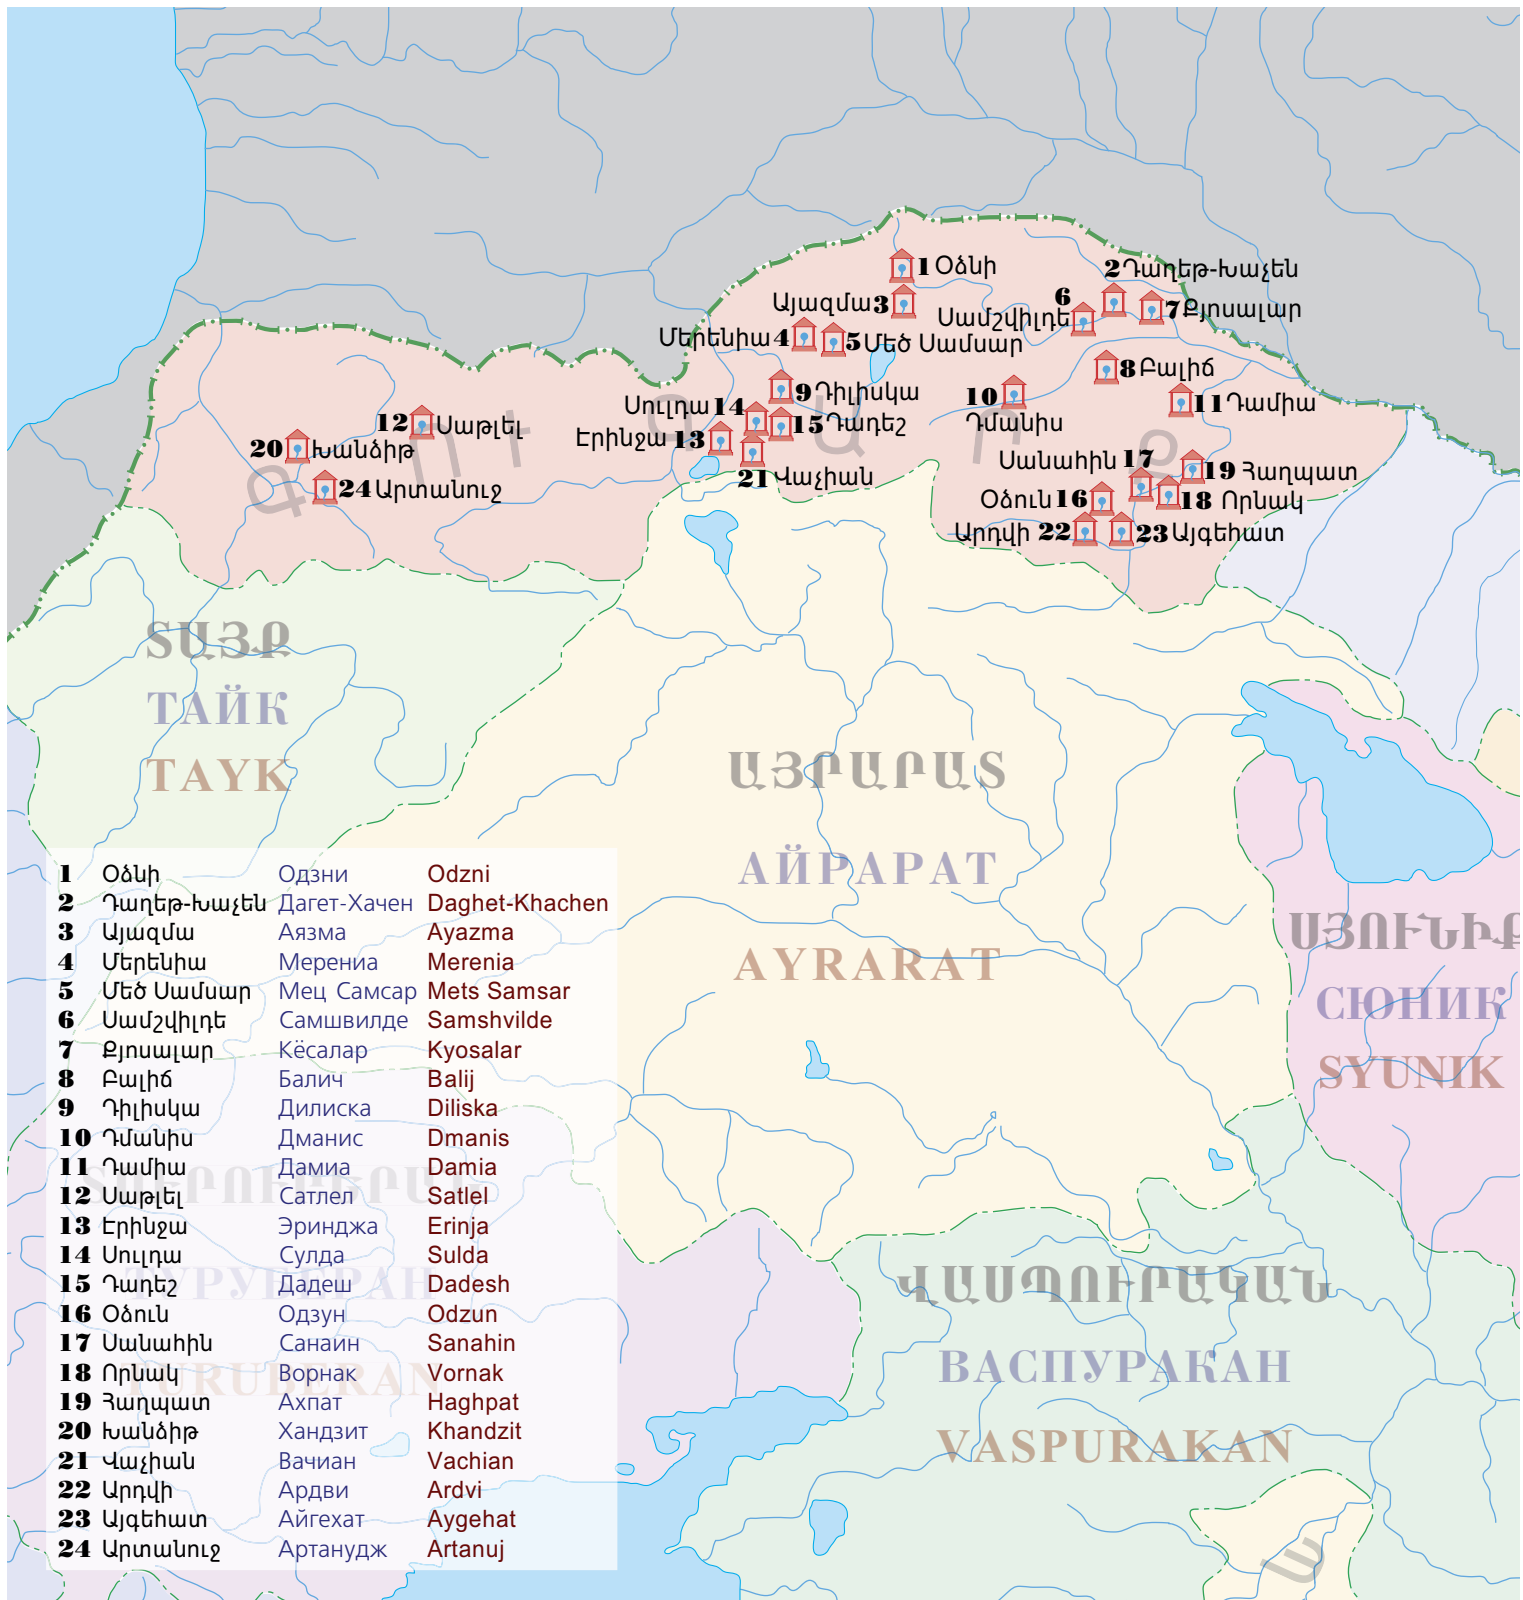 1 Օձնի
2 Դաղեթ-Խաչեն
Այազմա 3
6
Սամշվիլդե
7 Քյոսալար
Մերենիա 4
5 Մեծ Սամսար
8 Բալիճ
9 Դիլիսկա
10
Դմանիս
11 Դամիա
Սուլդա 14
12 Սաթլել
15 Դադեշ
Էրինջա 13
20 Խանձիթ
Սանահին 17
19 Հաղպատ
21 Վաչիան
24 Արտանուջ
Օձուն 16
18 Որնակ
Արդվի 22
23 Այգեհատ
ԳՈՒԳԱՐՔ
ՏԱՅՔ
ТАЙК
TAYK
ԱՅՐԱՐԱՏ
АЙРАРАТ
AYRARAT
ՍՅՈՒՆԻՔ
СЮНИК
SYUNIK
ՎԱՍՊՈՒՐԱԿԱՆ
ВАСПУРАКАН
VASPURAKAN
ՏՈՒՐՈՒԲԵՐԱՆ
ТУРУБЕРАН
TURUBERAN
1 Օձնի Одзни Odzni
2 Դաղեթ-Խաչեն Дагет-Хачен Daghet-Khachen
3 Այազմա Аязма Ayazma
4 Մերենիա Мерениа Merenia
5 Մեծ Սամսար Мец Самсар Mets Samsar
6 Սամշվիլդե Самшвилде Samshvilde
7 Քյոսալար Кёсалар Kyosalar
8 Բալիճ Балич Balij
9 Դիլիսկա Дилиска Diliska
10 Դմանիս Дманис Dmanis
11 Դամիա Дамиа Damia
12 Սաթլել Сатлел Satlel
13 Էրինջա Эринджа Erinja
14 Սուլդա Сулда Sulda
15 Դադեշ Дадеш Dadesh
16 Օձուն Одзун Odzun
17 Սանահին Санаин Sanahin
18 Որնակ Ворнак Vornak
19 Հաղպատ Ахпат Haghpat
20 Խանձիթ Хандзит Khandzit
21 Վաչիան Вачиан Vachian
22 Արդվի Ардви Ardvi
23 Այգեհատ Айгехат Aygehat
24 Արտանուջ Артанудж Artanuj